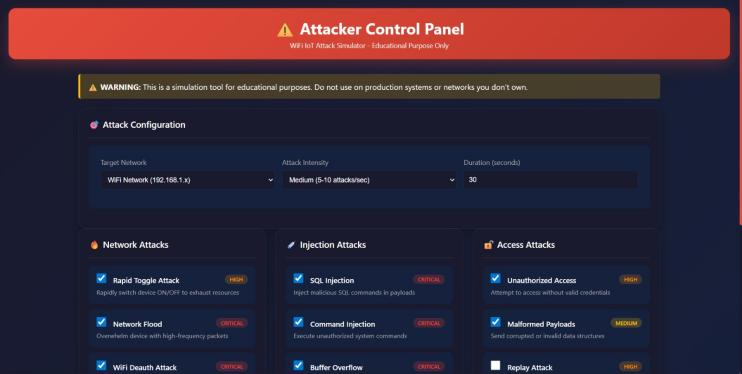 ⚠️ Attacker Control Panel
WiFi IoT Attack Simulator - Educational Purpose Only
⚠️ WARNING: This is a simulation tool for educational purposes. Do not use on production systems or networks you don't own.
🎯 Attack Configuration
Target Network Attack Intensity Duration (seconds)
WiFi Network (192.168.1.x) Medium (5-10 attacks/sec) 30
🔥 Network Attacks
Rapid Toggle Attack HIGH
Rapidly switch device ON/OFF to exhaust resources
Network Flood CRITICAL
Overwhelm device with high-frequency packets
WiFi Deauth Attack CRITICAL
Injection Attacks
SQL Injection CRITICAL
Inject malicious SQL commands in payloads
Command Injection CRITICAL
Execute unauthorized system commands
Buffer Overflow CRITICAL
Access Attacks
Unauthorized Access HIGH
Attempt to access without valid credentials
Malformed Payloads MEDIUM
Send corrupted or invalid data structures
Replay Attack HIGH